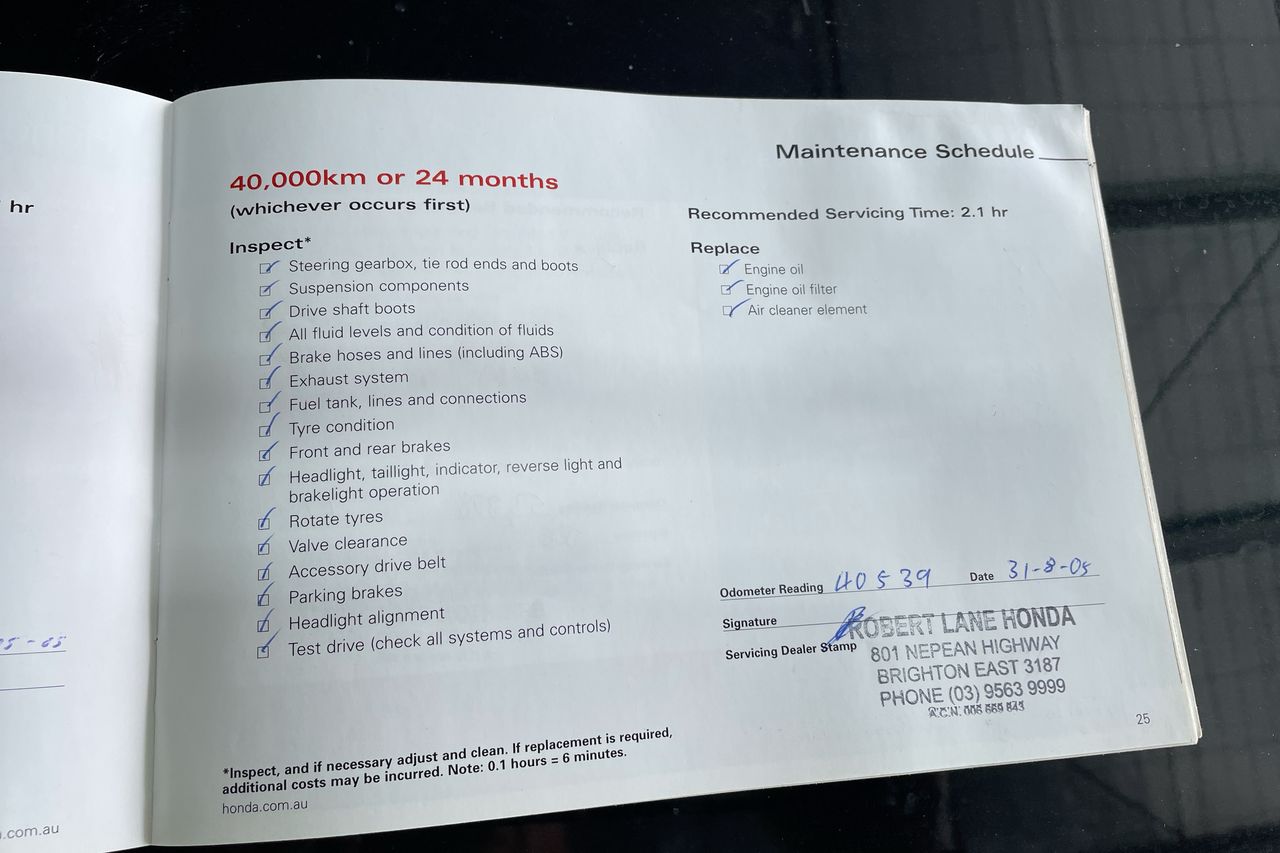 hr
5-65
.com.au
Maintenance Schedule
40,000km or 24 months
(whichever occurs first)
Recommended Servicing Time: 2.1 hr
Inspect*
Steering gearbox, tie rod ends and boots
Suspension components
Drive shaft boots
All fluid levels and condition of fluids
Brake hoses and lines (including ABS)
Exhaust system
Fuel tank, lines and connections
Tyre condition
Front and rear brakes
Headlight, taillight, indicator, reverse light and
brakelight operation
Rotate tyres
Valve clearance
Accessory drive belt
Parking brakes
Headlight alignment
Test drive (check all systems and controls)
Replace
Engine oil
Engine oil filter
Air cleaner element
Odometer Reading 40539 Date 31-8-05
Signature
Servicing Dealer Stamp
ROBERT LANE HONDA
801 NEPEAN HIGHWAY
BRIGHTON EAST 3187
PHONE (03) 9563 9999
A.C.N. 006 669 843
*Inspect, and if necessary adjust and clean. If replacement is required,
additional costs may be incurred. Note: 0.1 hours = 6 minutes.
honda.com.au
25